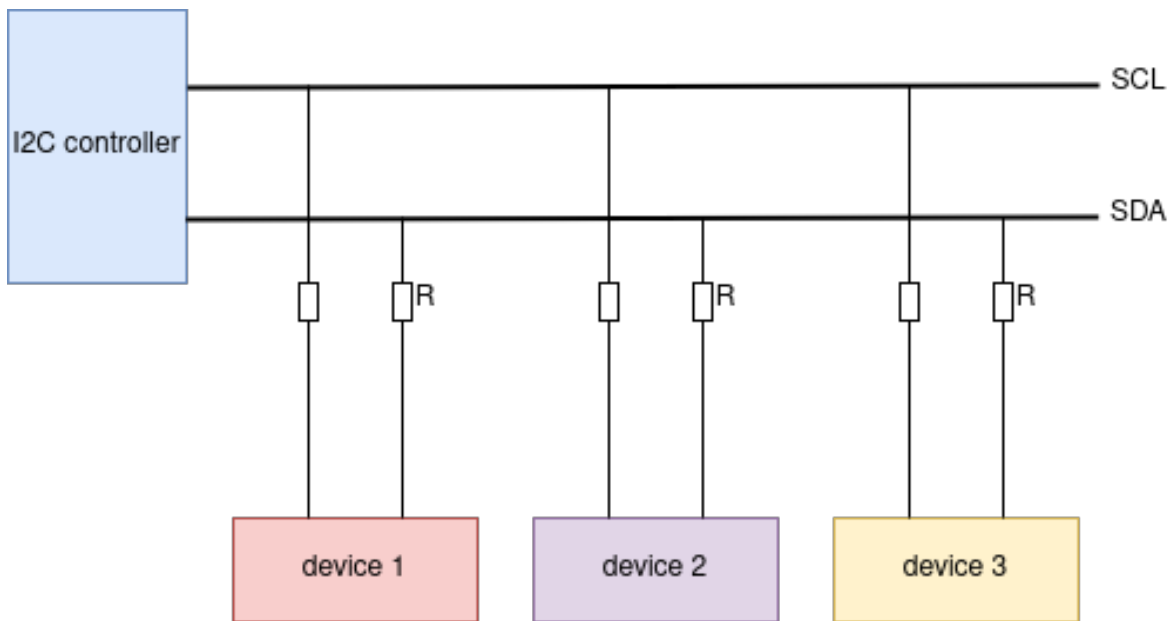 SCL
I2C controller
SDA
R
R
R
device 1
device 2
device 3